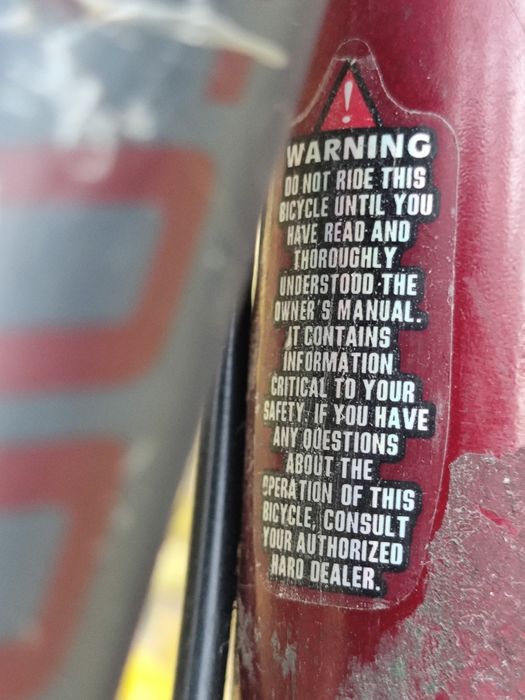 WARNING
DO NOT RIDE THIS
BICYCLE UNTIL YOU
HAVE READ AND
THOROUGHLY
UNDERSTOOD THE
OWNER'S MANUAL.
IT CONTAINS
INFORMATION
CRITICAL TO YOUR
SAFETY. IF YOU HAVE
ANY QUESTIONS
ABOUT THE
OPERATION OF THIS
BICYCLE, CONSULT
YOUR AUTHORIZED
HARO DEALER.